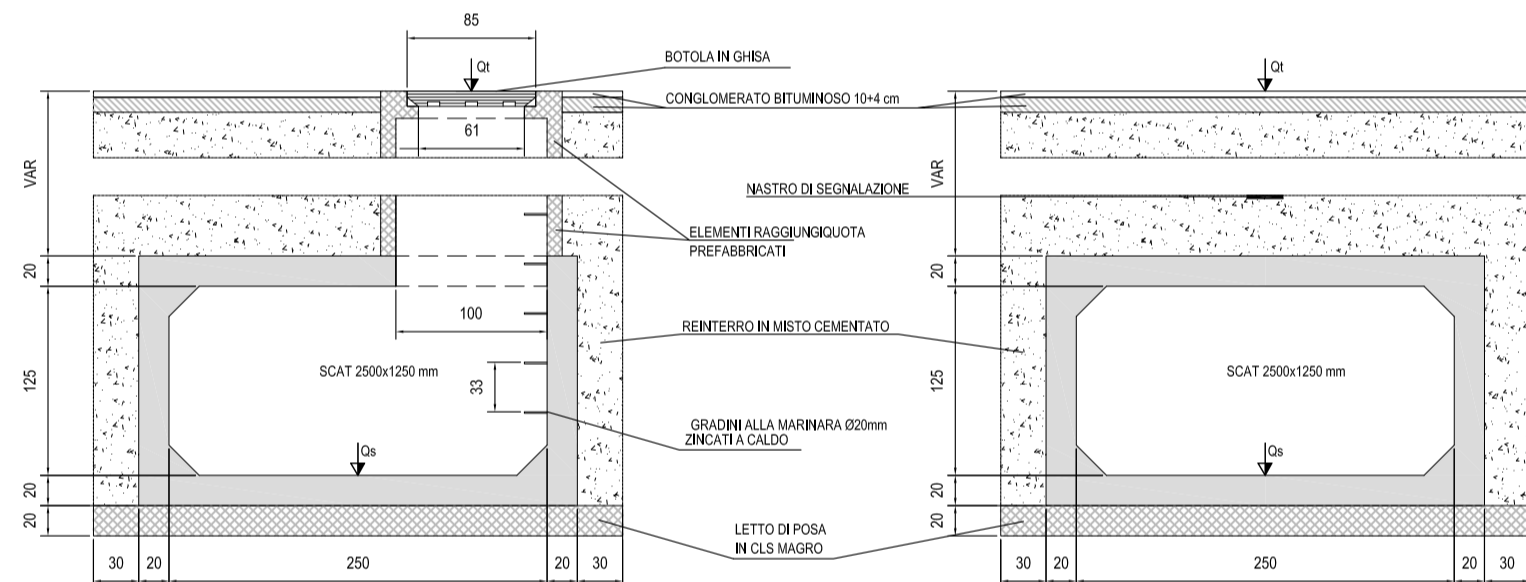 85
Qt
BOTOLA IN GHISA
Qt
CONGLOMERATO BITUMINOSO 10+4 cm
61
VAR
VAR
NASTRO DI SEGNALAZIONE
ELEMENTI RAGGIUNGIQUOTA
PREFABBRICATI
20
20
100
REINTERRO IN MISTO CEMENTATO
125
SCAT 2500x1250 mm
33
125
SCAT 2500x1250 mm
GRADINI ALLA MARINARA Ø20mm
ZINCATI A CALDO
Qs
Qs
20
20
20
20
LETTO DI POSA
IN CLS MAGRO
30
20
250
20
30
30
20
250
20
30